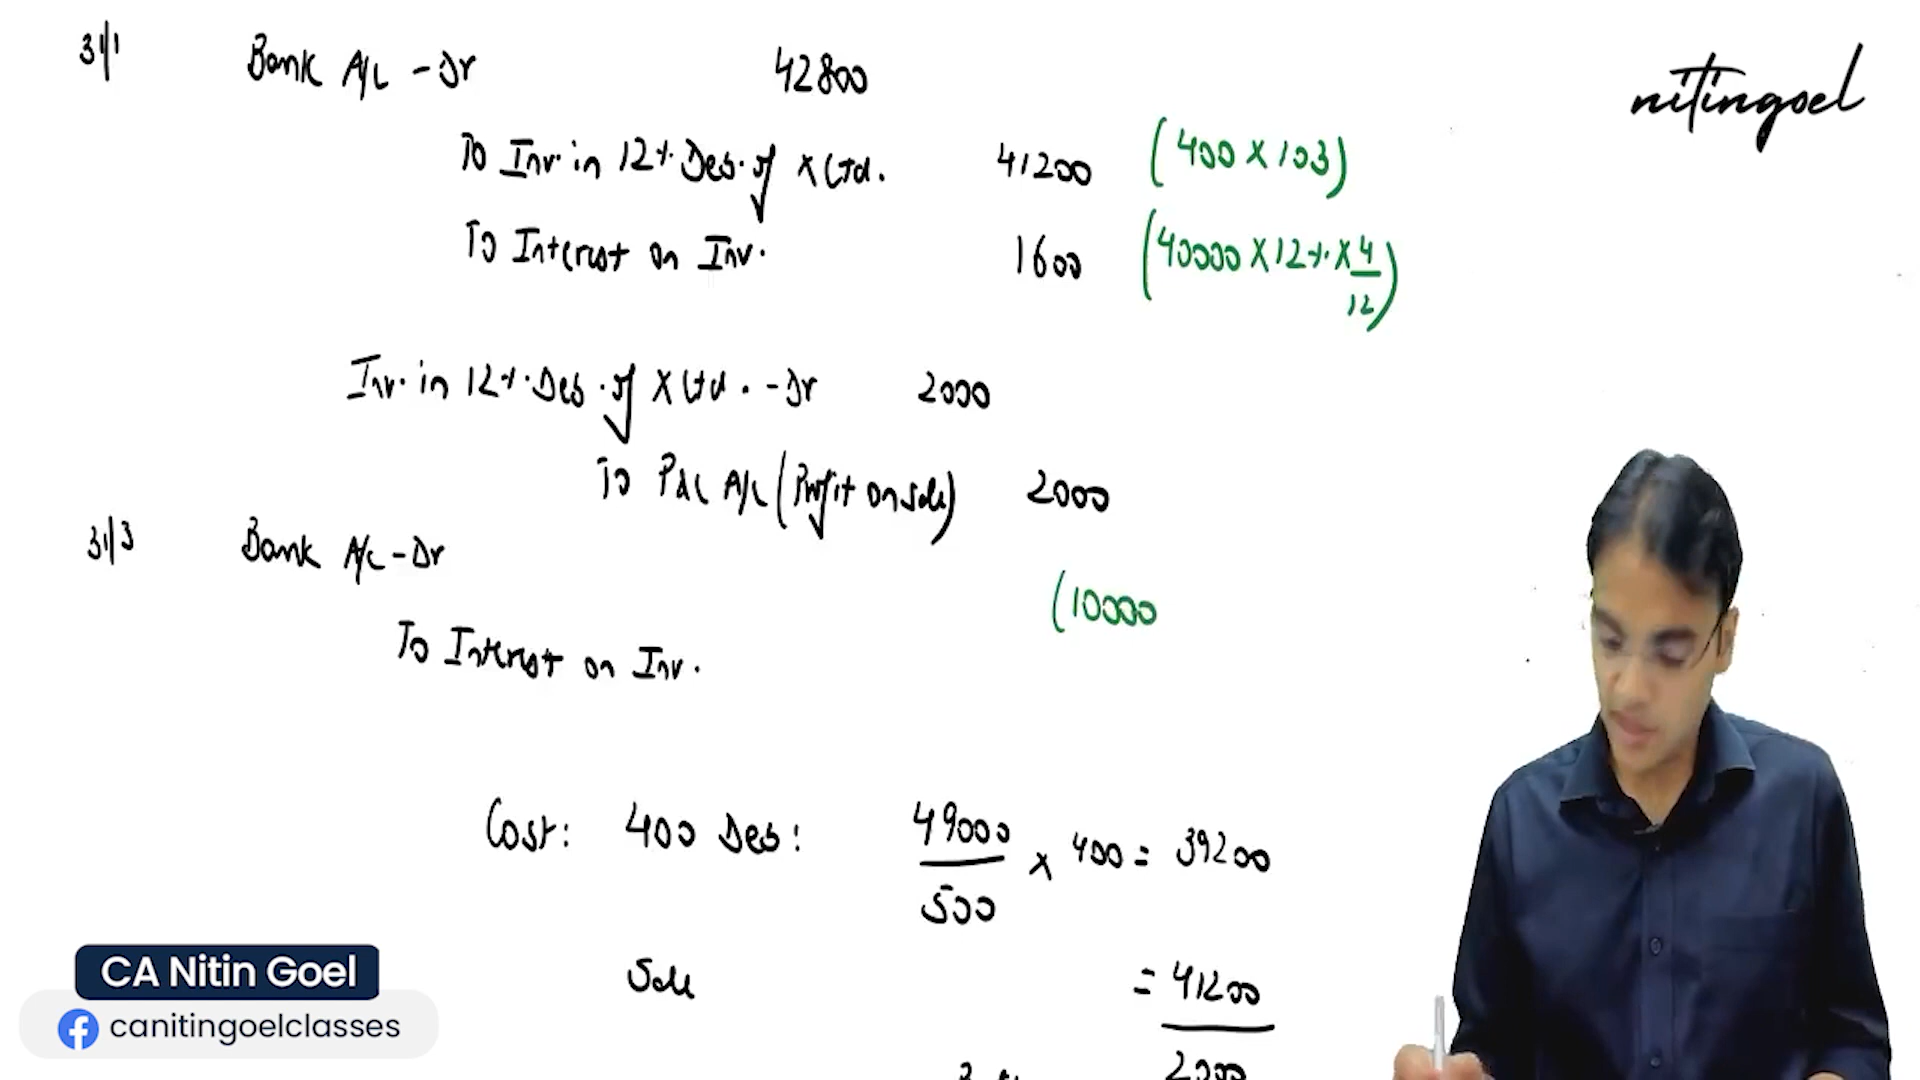 31/1 Bank A/c - Dr 42800
nitingoel
To Inv. in 12% Deb. of X Ltd. 41200 (400 X 103)
To Interest on Inv. 1600 (40000 X 12% X 4/12)
Inv. in 12% Deb. of X Ltd. - Dr 2000
To P&L A/c (Profit on Sale) 2000
31/3 Bank A/c - Dr
(10000
To Interest on Inv.
Cost: 400 Deb: 49000/500 X 400 = 39200
Sale = 41200
2000
CA Nitin Goel
canitingoelclasses